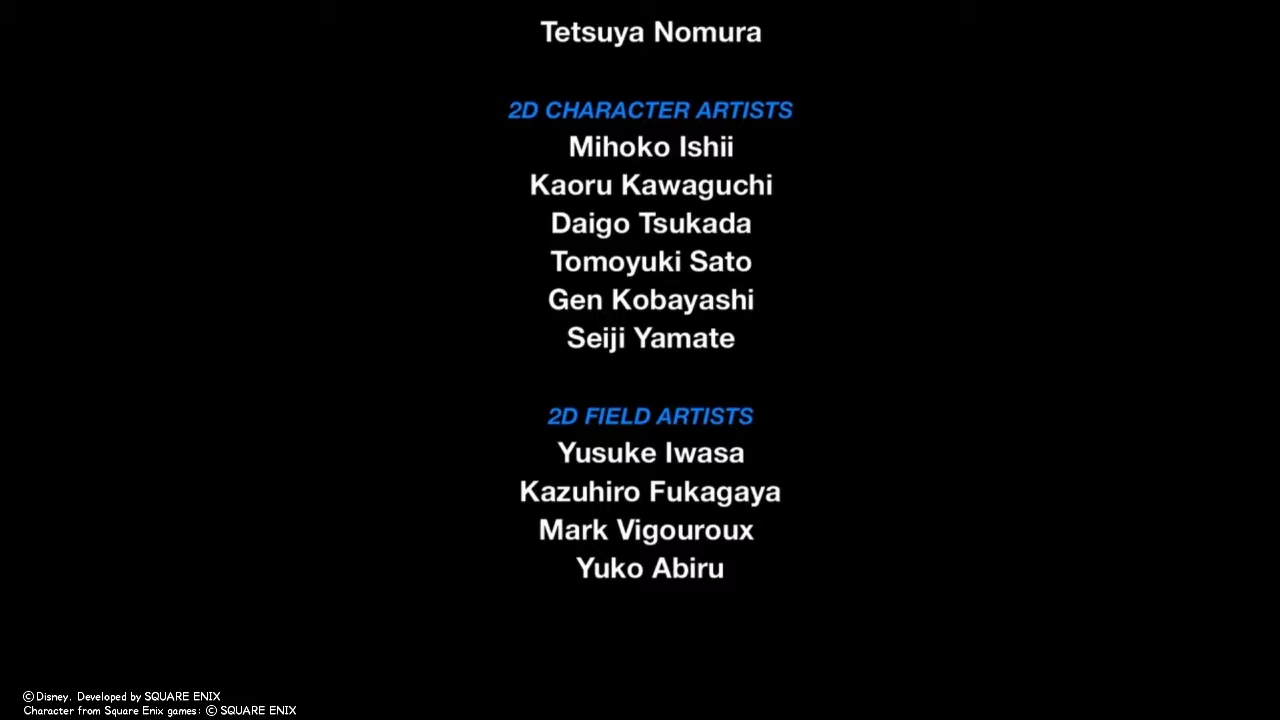 Tetsuya Nomura
2D CHARACTER ARTISTS
Mihoko Ishii
Kaoru Kawaguchi
Daigo Tsukada
Tomoyuki Sato
Gen Kobayashi
Seiji Yamate
2D FIELD ARTISTS
Yusuke Iwasa
Kazuhiro Fukagaya
Mark Vigouroux
Yuko Abiru
©Disney. Developed by SQUARE ENIX
Character from Square Enix games: © SQUARE ENIX